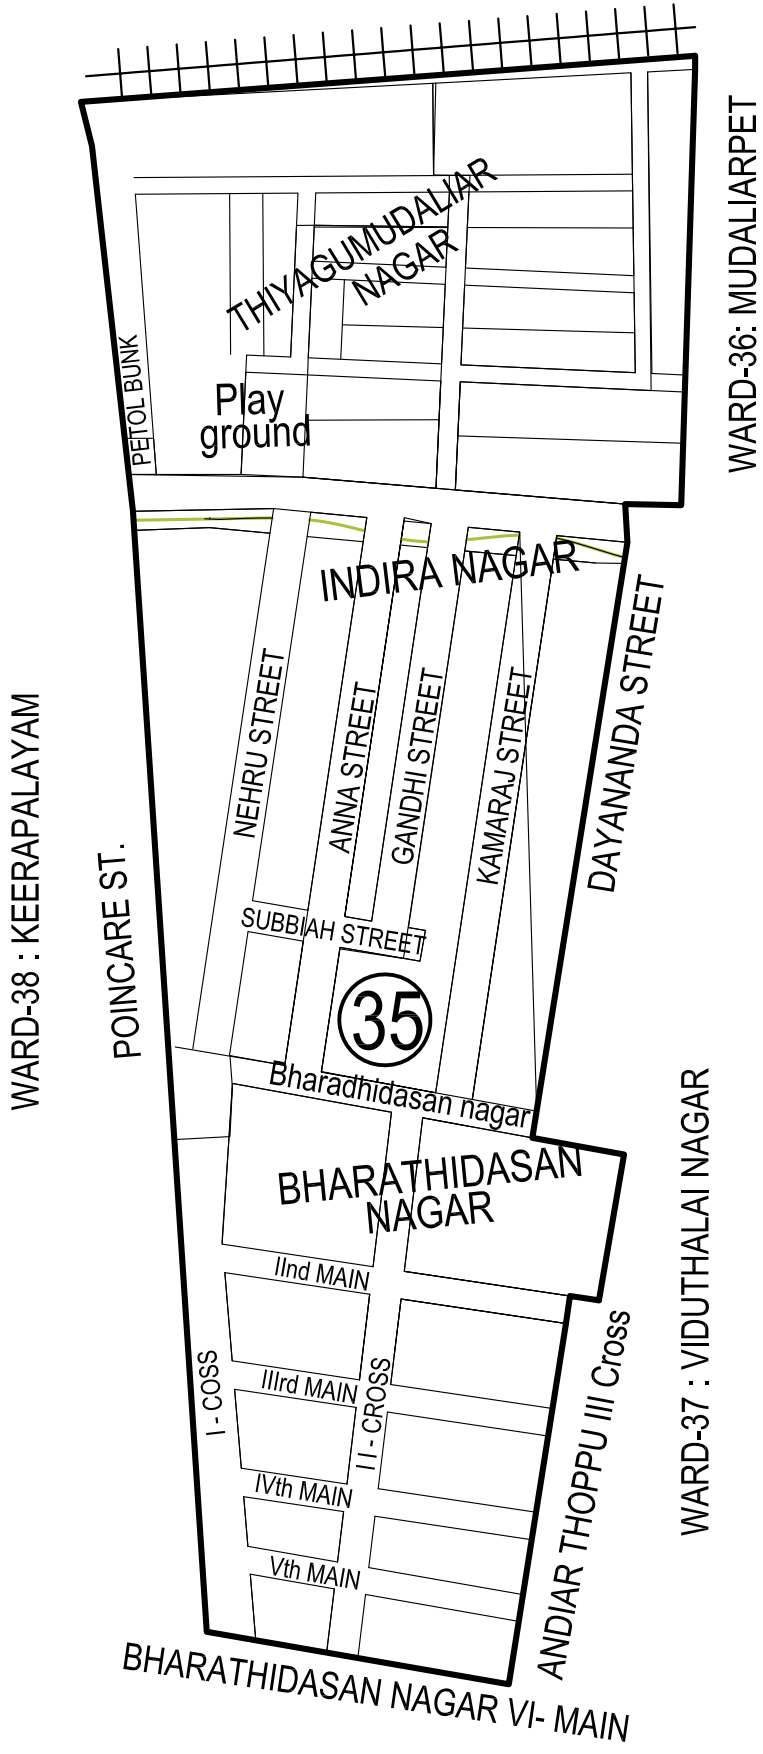 WARD-36: MUDALIARPET
THIYAGUMUDALIAR
NAGAR
PETOL BUNK
Play
ground
INDIRA NAGAR
NEHRU STREET
ANNA STREET
GANDHI STREET
KAMARAJ STREET
DAYANANDA STREET
WARD-38 : KEERAPALAYAM
POINCARE ST.
SUBBIAH STREET
35
Bharadhidasan nagar
BHARATHIDASAN
NAGAR
WARD-37 : VIDUTHALAI NAGAR
IInd MAIN
IIIrd MAIN
I - COSS
I I - CROSS
IVth MAIN
Vth MAIN
ANDIAR THOPPU III Cross
BHARATHIDASAN NAGAR VI- MAIN